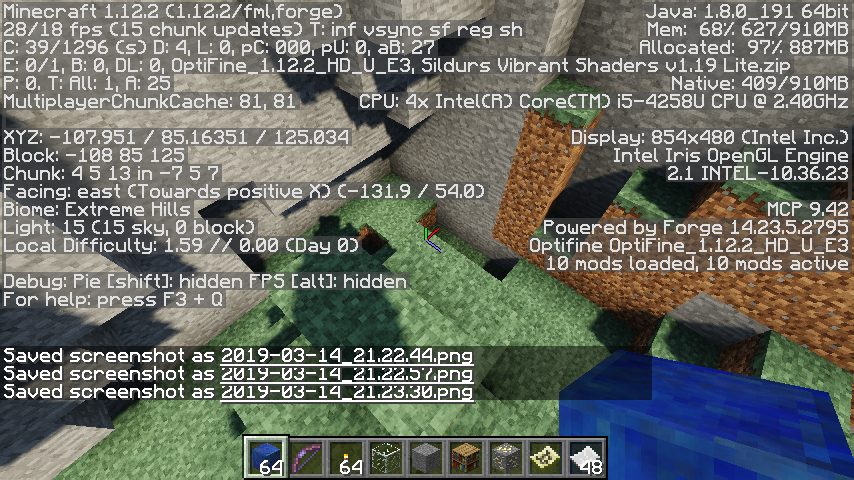 Minecraft 1.12.2 (1.12.2/fml,forge)
28/18 fps (15 chunk updates) T: inf vsync sf reg sh
C: 39/1296 (s) D: 4, L: 0, pC: 000, pU: 0, aB: 27
E: 0/1, B: 0, DL: 0, OptiFine_1.12.2_HD_U_E3, Sildurs Vibrant Shaders v1.19 Lite.zip
P: 0. T: All: 1, A: 25
MultiplayerChunkCache: 81, 81
XYZ: -107.951 / 85.16351 / 125.034
Block: -108 85 125
Chunk: 4 5 13 in -7 5 7
Facing: east (Towards positive X) (-131.9 / 54.0)
Biome: Extreme Hills
Light: 15 (15 sky, 0 block)
Local Difficulty: 1.59 // 0.00 (Day 0)
Debug: Pie [shift]: hidden FPS [alt]: hidden
For help: press F3 + Q
Java: 1.8.0_191 64bit
Mem: 68% 627/910MB
Allocated: 97% 887MB
Native: 409/910MB
CPU: 4x Intel(R) Core(TM) i5-4258U CPU @ 2.40GHz
Display: 854x480 (Intel Inc.)
Intel Iris OpenGL Engine
2.1 INTEL-10.36.23
MCP 9.42
Powered by Forge 14.23.5.2795
Optifine OptiFine_1.12.2_HD_U_E3
10 mods loaded, 10 mods active
Saved screenshot as 2019-03-14_21.22.44.png
Saved screenshot as 2019-03-14_21.22.57.png
Saved screenshot as 2019-03-14_21.23.30.png
64 64 48